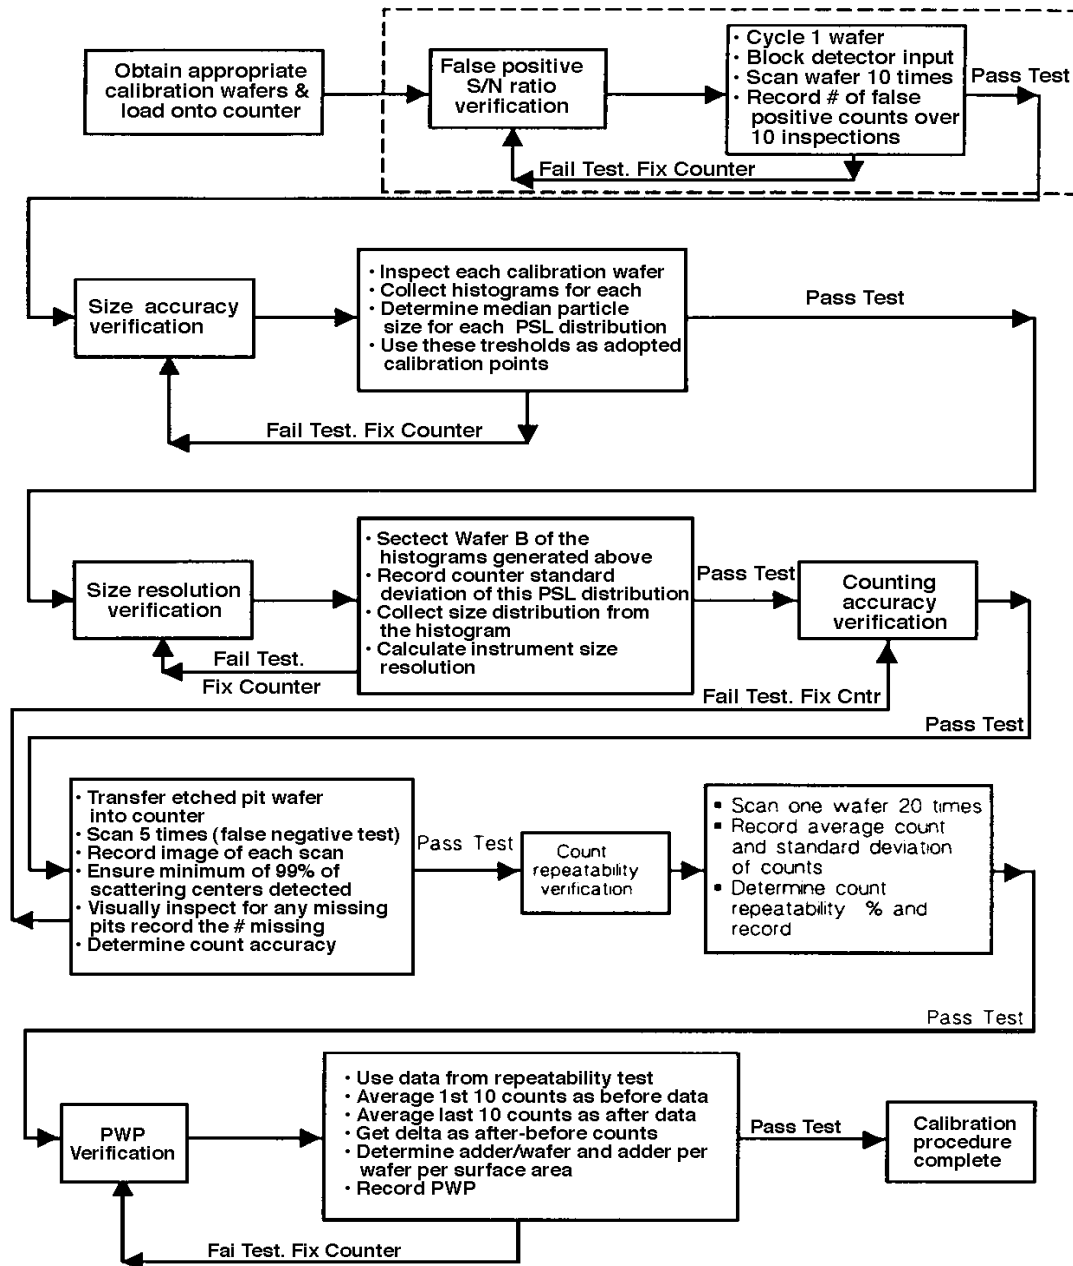 Obtain appropriate
calibration wafers &
load onto counter
False positive
S/N ratio
verification
· Cycle 1 wafer
· Block detector input
· Scan wafer 10 times
· Record # of false
positive counts over
10 inspections
Pass Test
Fail Test. Fix Counter
Size accuracy
verification
· Inspect each calibration wafer
· Collect histograms for each
· Determine median particle
size for each PSL distribution
· Use these tresholds as adopted
calibration points
Pass Test
Fail Test. Fix Counter
Size resolution
verification
· Sectect Wafer B of the
histograms generated above
· Record counter standard
deviation of this PSL distribution
· Collect size distribution from
the histogram
· Calculate instrument size
resolution
Pass Test
Counting
accuracy
verification
Fail Test.
Fix Counter
Fail Test. Fix Cntr
Pass Test
· Transfer etched pit wafer
into counter
· Scan 5 times (false negative test)
· Record image of each scan
· Ensure minimum of 99% of
scattering centers detected
· Visually inspect for any missing
pits record the # missing
· Determine count accuracy
Pass Test
Count
repeatability
verification
▪ Scan one wafer 20 times
▪ Record average count
and standard deviation
of counts
▪ Determine count
repeatability % and
record
Pass Test
PWP
Verification
· Use data from repeatability test
· Average 1st 10 counts as before data
· Average last 10 counts as after data
· Get delta as after-before counts
· Determine adder/wafer and adder per
wafer per surface area
· Record PWP
Pass Test
Calibration
procedure
complete
Fai Test. Fix Counter